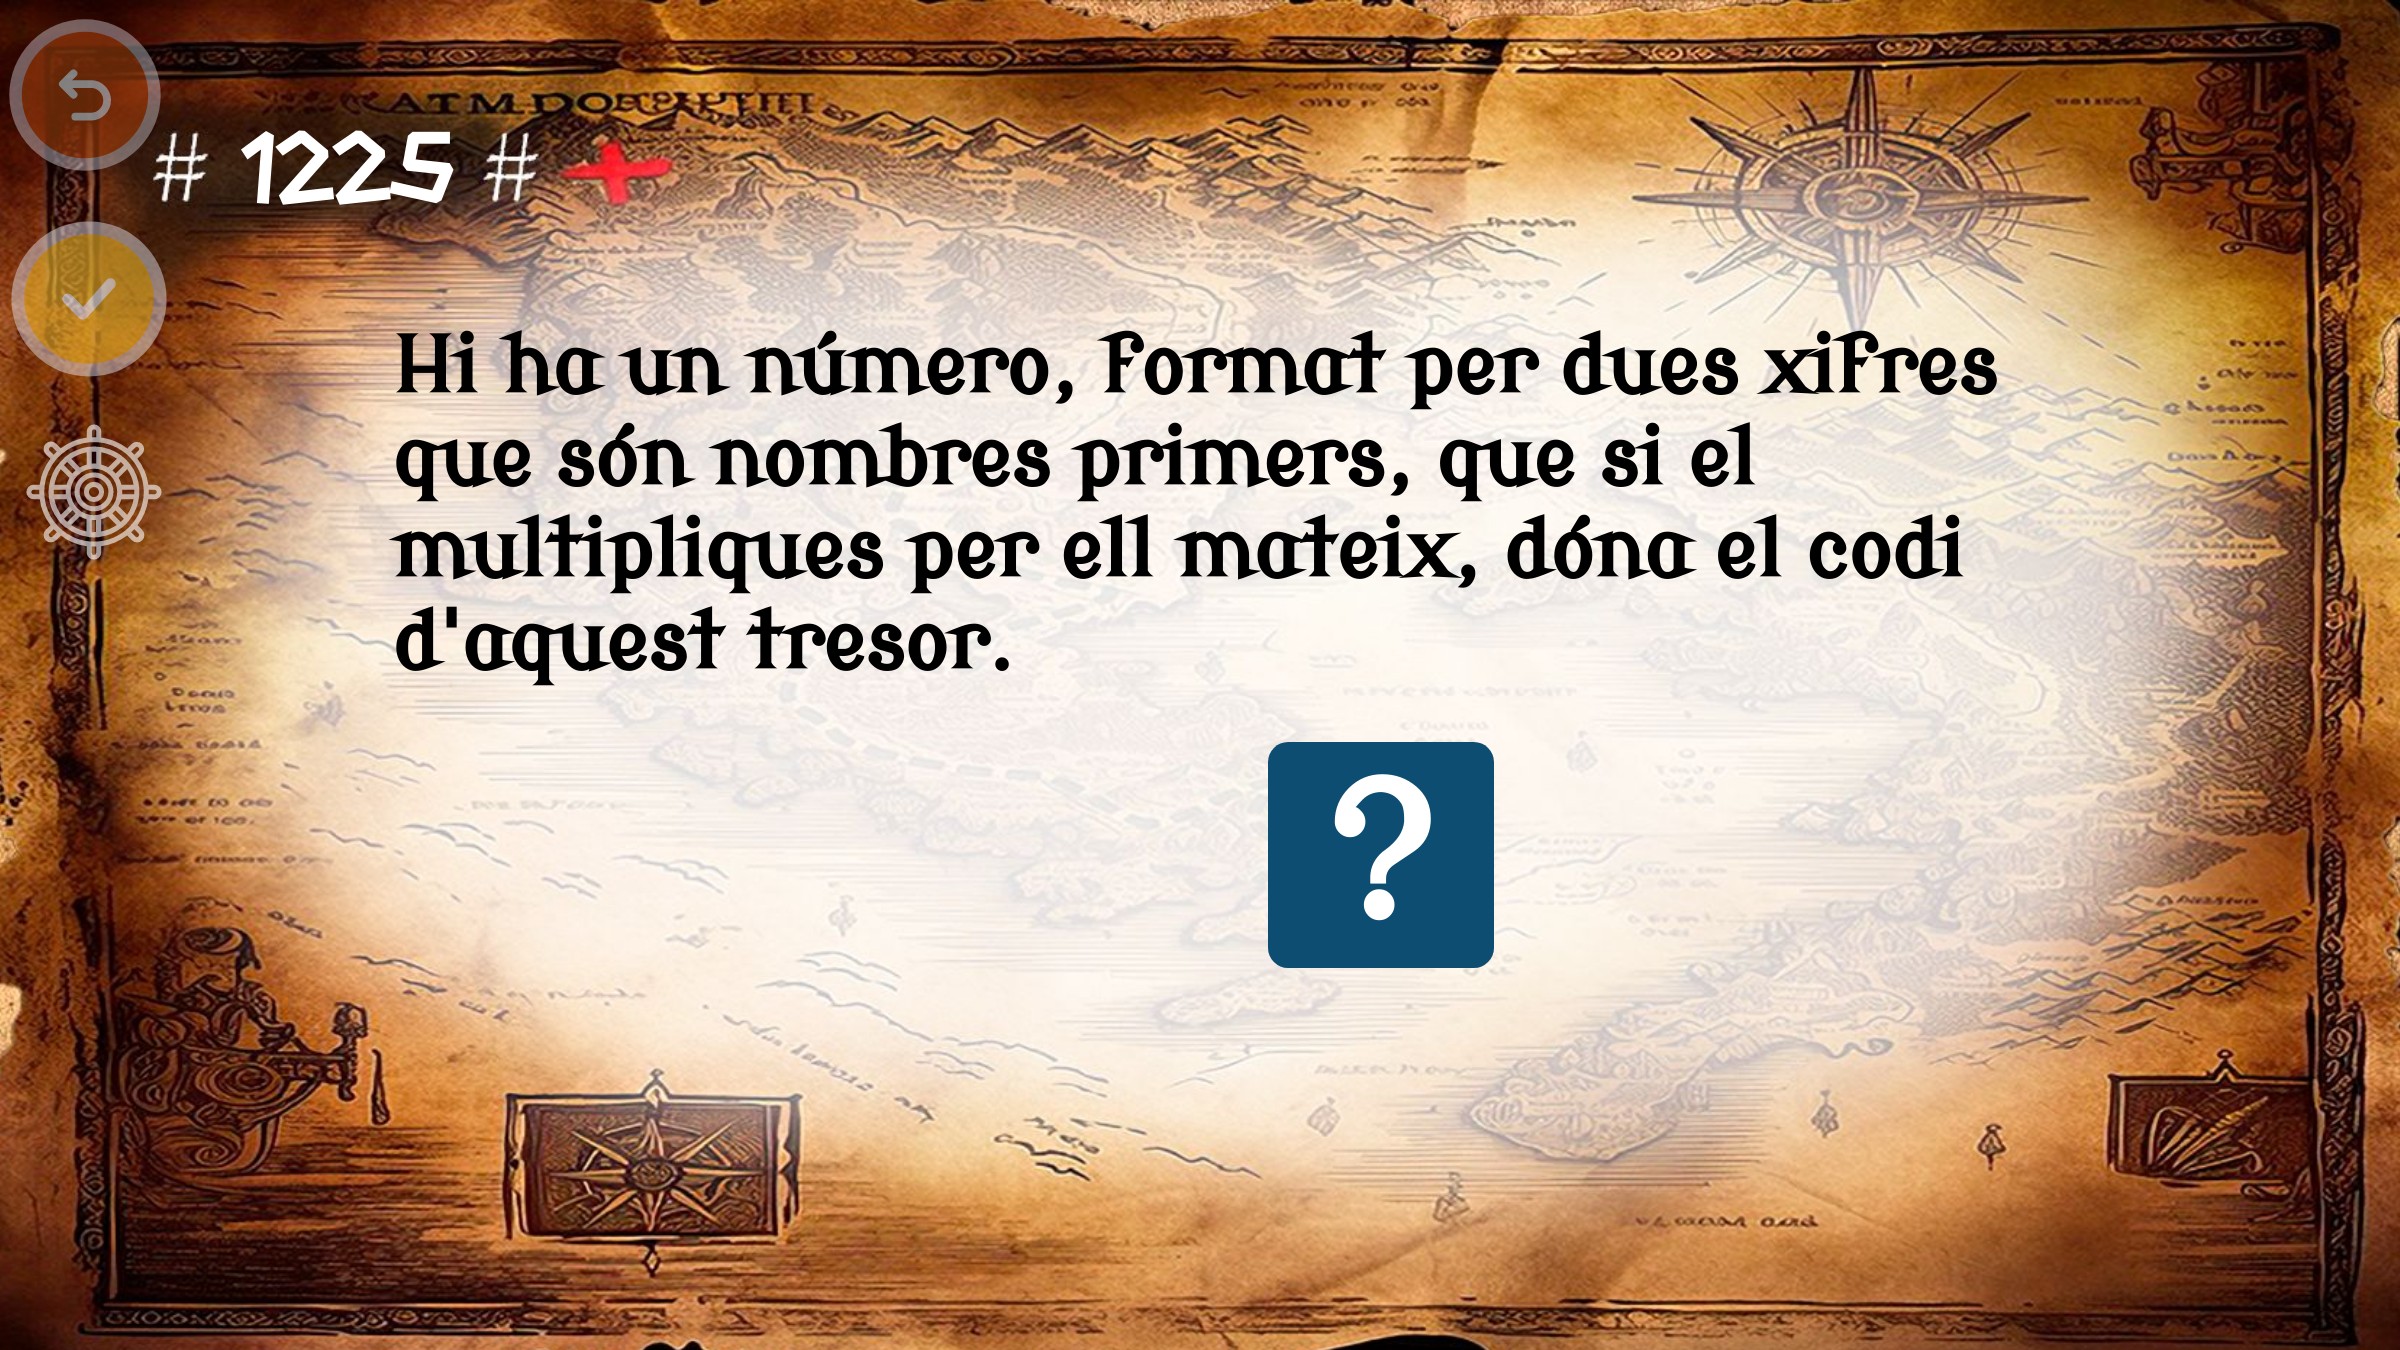 # 1225 #
Hi ha un número, format per dues xifres
que són nombres primers, que si el
multipliques per ell mateix, dóna el codi
d'aquest tresor.
?